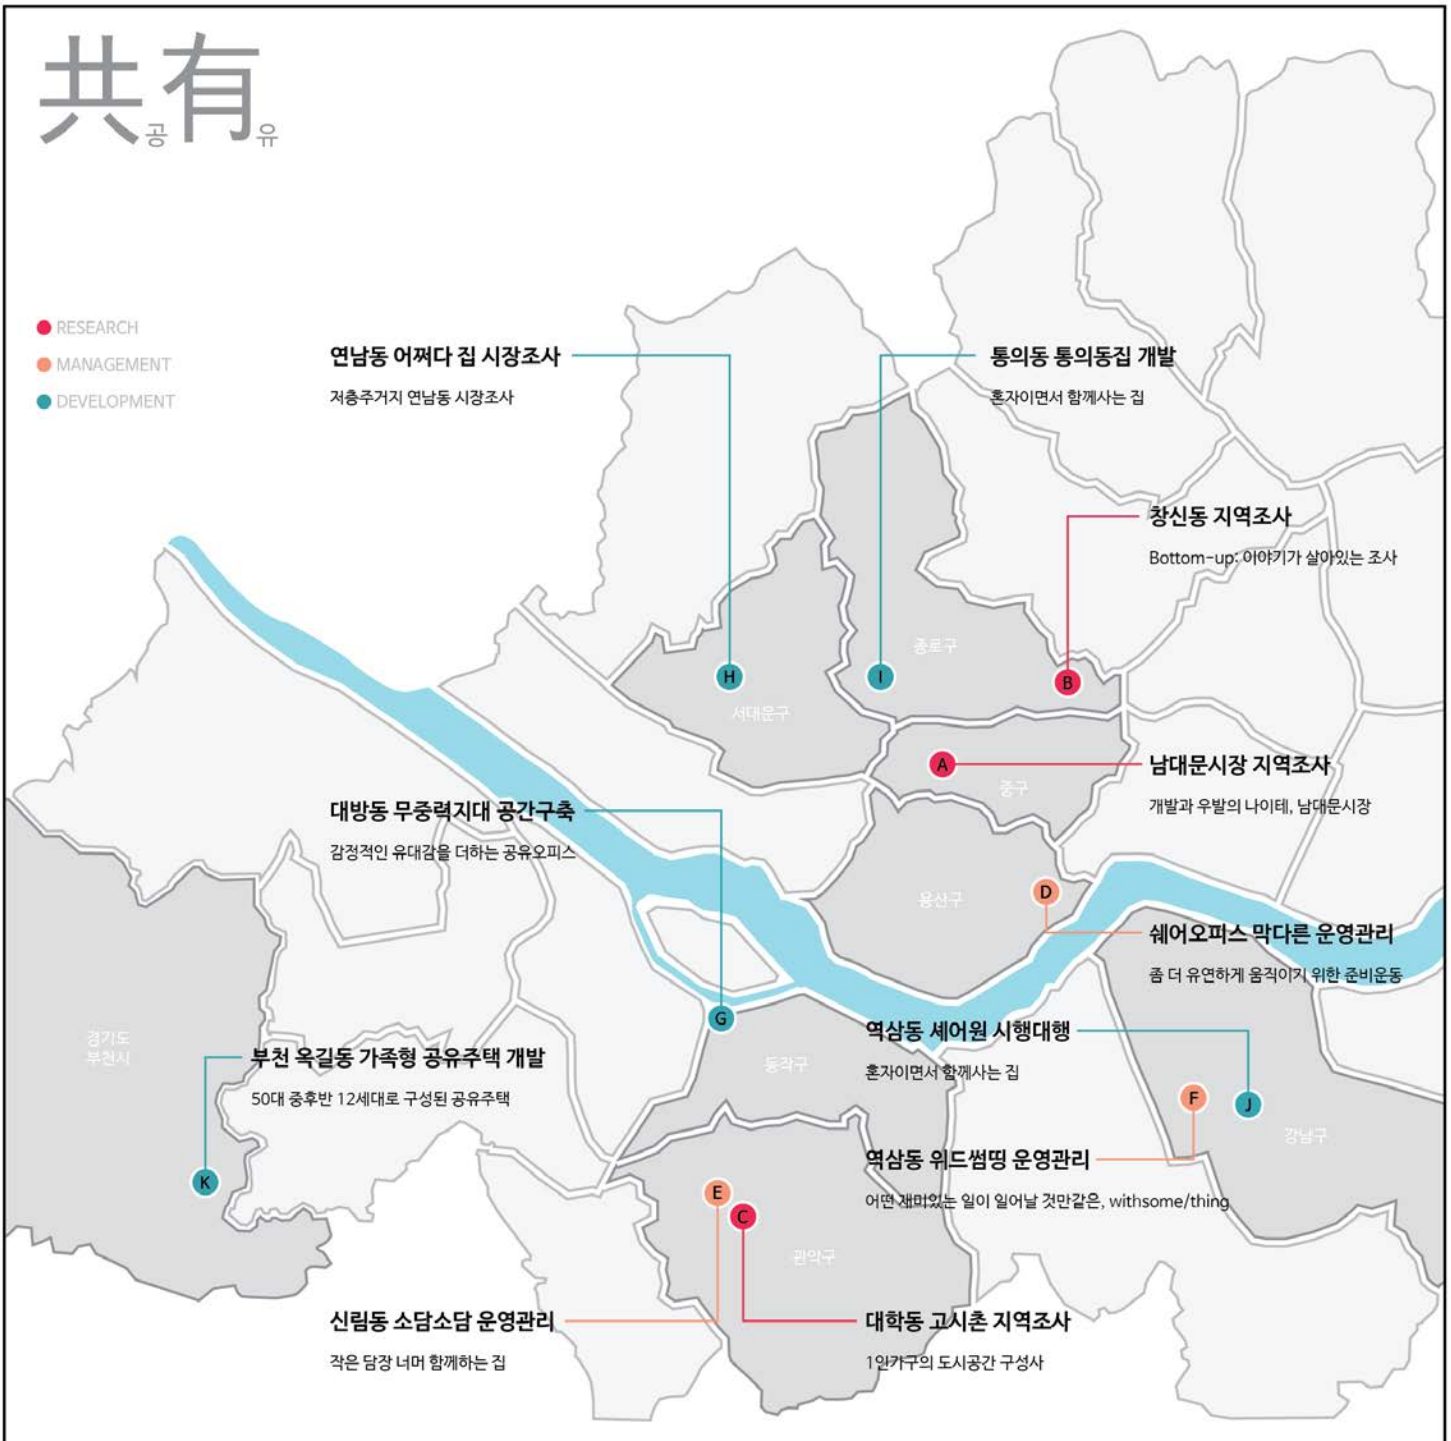 共공有유
RESEARCH
MANAGEMENT
DEVELOPMENT
연남동 어쩌다 집 시장조사
저층주거지 연남동 시장조사
통의동 통의동집 개발
혼자이면서 함께사는 집
창신동 지역조사
Bottom-up: 이야기가 살아있는 조사
종로구
H
I
B
서대문구
A
남대문시장 지역조사
중구
개발과 우발의 나이테, 남대문시장
대방동 무중력지대 공간구축
감정적인 유대감을 더하는 공유오피스
용산구
D
쉐어오피스 막다른 운영관리
좀 더 유연하게 움직이기 위한 준비운동
G
역삼동 셰어원 시행대행
혼자이면서 함께사는 집
경기도
부천시
부천 옥길동 가족형 공유주택 개발
50대 중후반 12세대로 구성된 공유주택
동작구
F
J
강남구
역삼동 위드썸띵 운영관리
어떤 재미있는 일이 일어날 것만같은, withsome/thing
K
E
C
관악구
신림동 소담소담 운영관리
작은 담장 너머 함께하는 집
대학동 고시촌 지역조사
1인가구의 도시공간 구성사